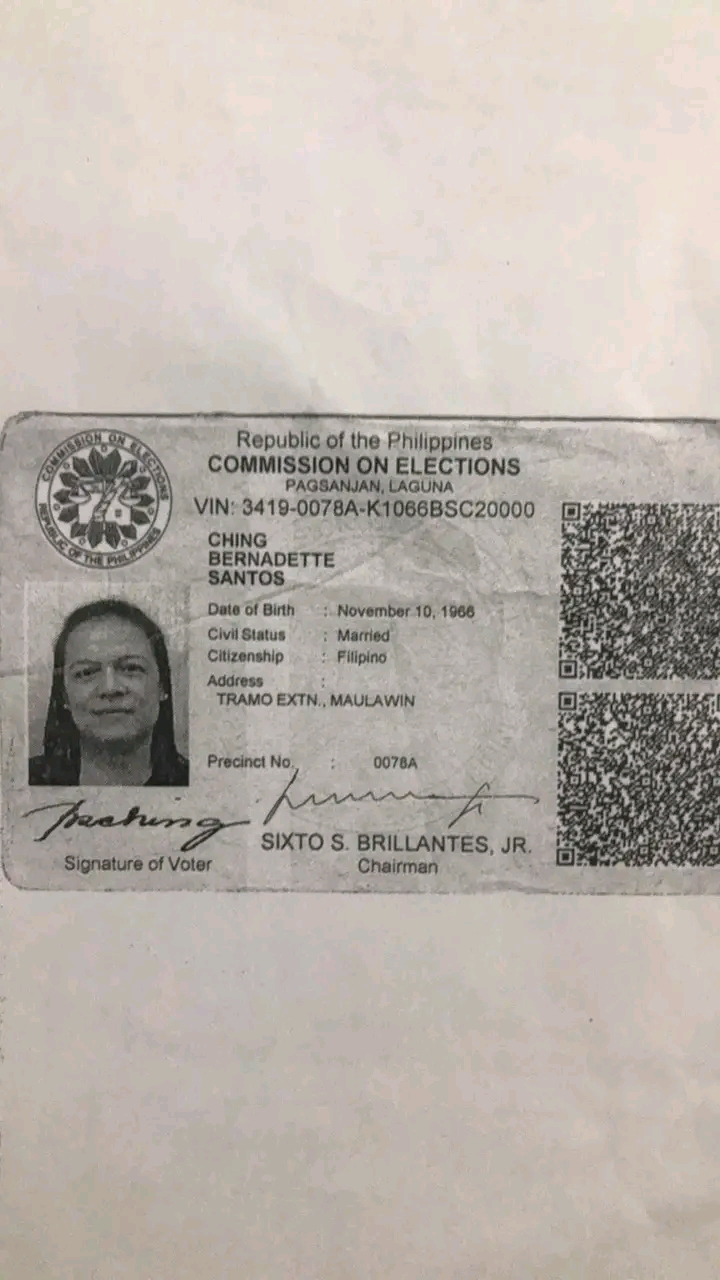 Republic of the Philippines
COMMISSION ON ELECTIONS
PAGSANJAN, LAGUNA
VIN: 3419-0078A-K1066BSC20000
COMMISSION ON ELECTIONS
REPUBLIC OF THE PHILIPPINES
CHING
BERNADETTE
SANTOS
Date of Birth : November 10, 1966
Civil Status : Married
Citizenship : Filipino
Address :
TRAMO EXTN., MAULAWIN
Precinct No. : 0078A
SIXTO S. BRILLANTES, JR.
Signature of Voter
Chairman